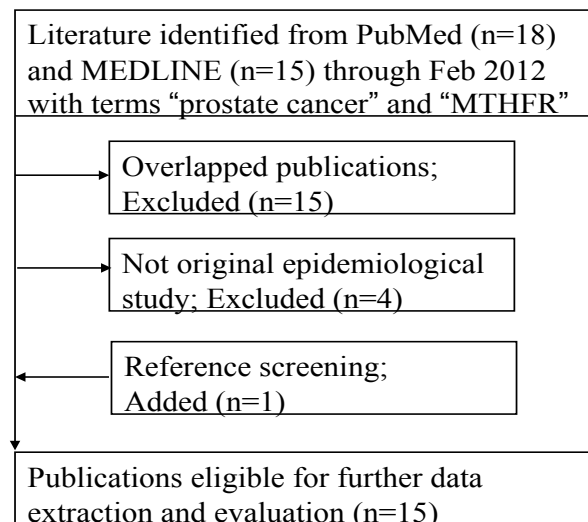 Literature identified from PubMed (n=18)
and MEDLINE (n=15) through Feb 2012
with terms “prostate cancer” and “MTHFR”
Overlapped publications;
Excluded (n=15)
Not original epidemiological
study; Excluded (n=4)
Reference screening;
Added (n=1)
Publications eligible for further data
extraction and evaluation (n=15)